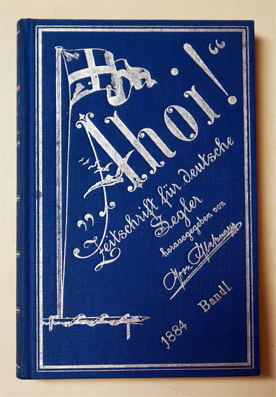 „Ahoi!“
Zeitschrift für deutsche
Segler
herausgegeben von
1884 Band I